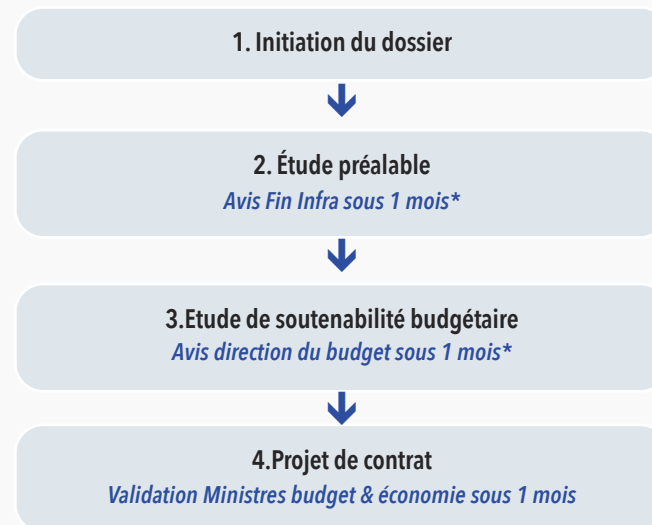 1. Initiation du dossier
2. Étude préalable
Avis Fin Infra sous 1 mois*
3.Etude de soutenabilité budgétaire
Avis direction du budget sous 1 mois*
4.Projet de contrat
Validation Ministres budget & économie sous 1 mois